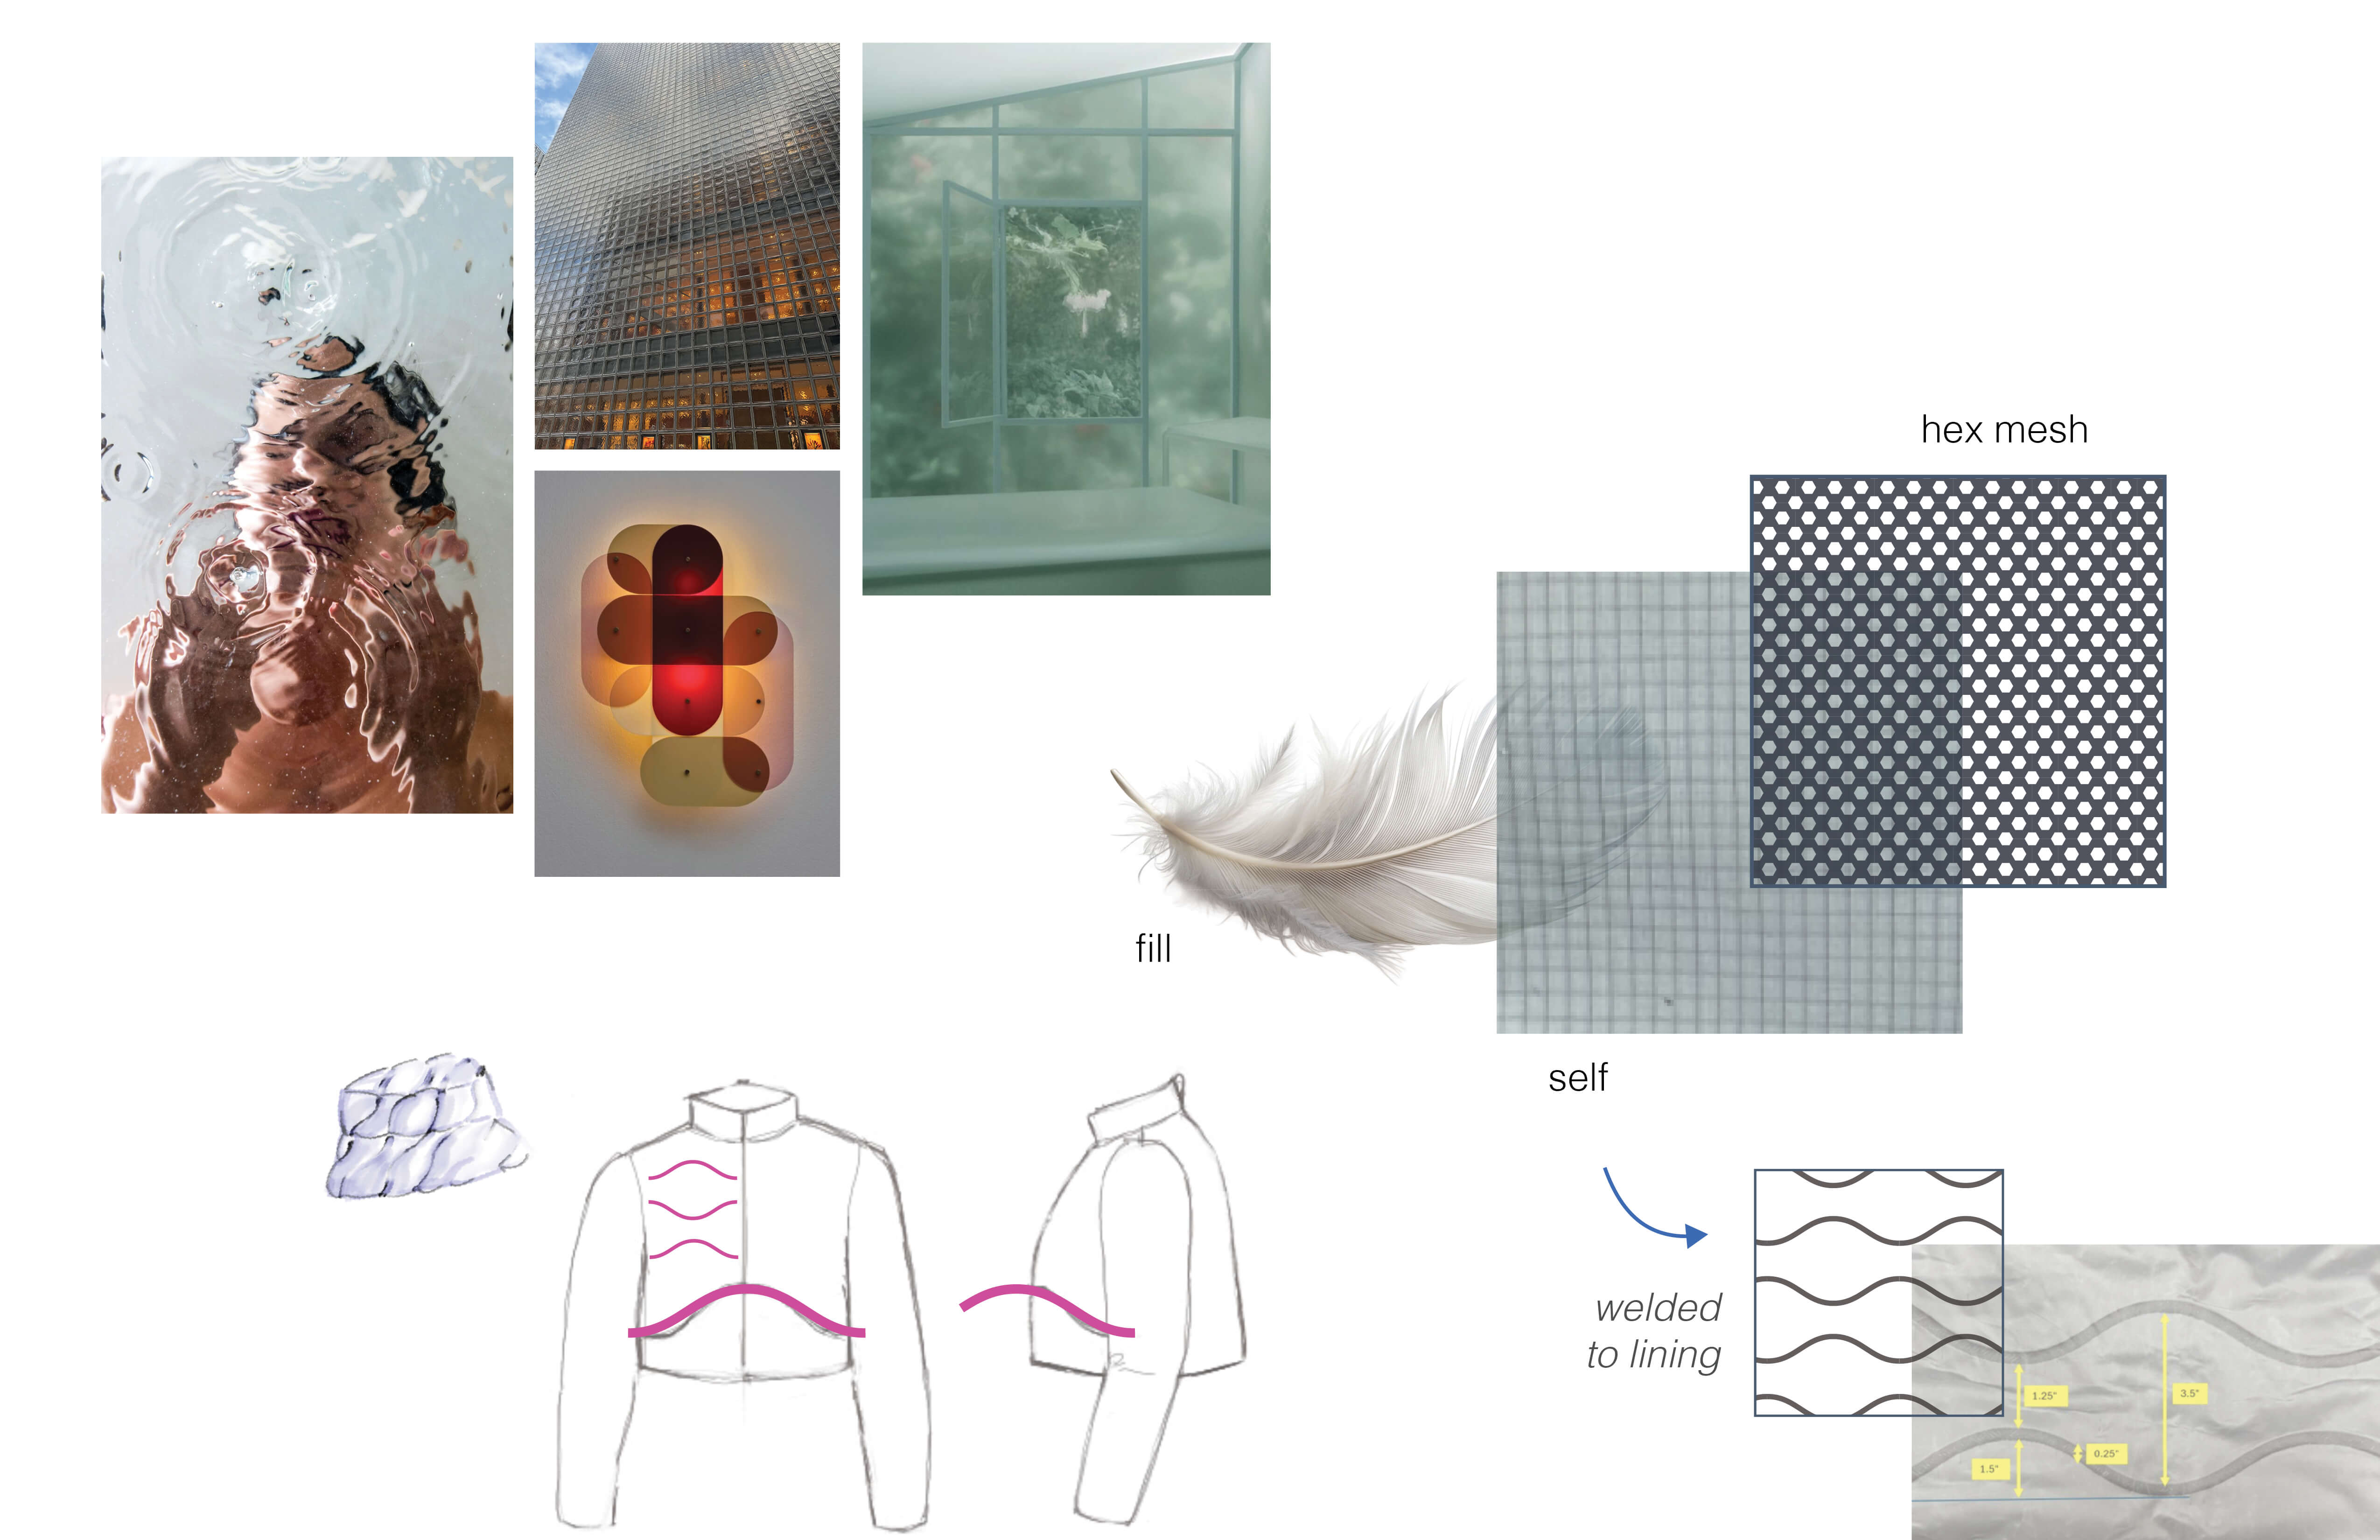 hex mesh
fill
self
welded
to lining
1.25"
3.5"
0.25"
1.5"